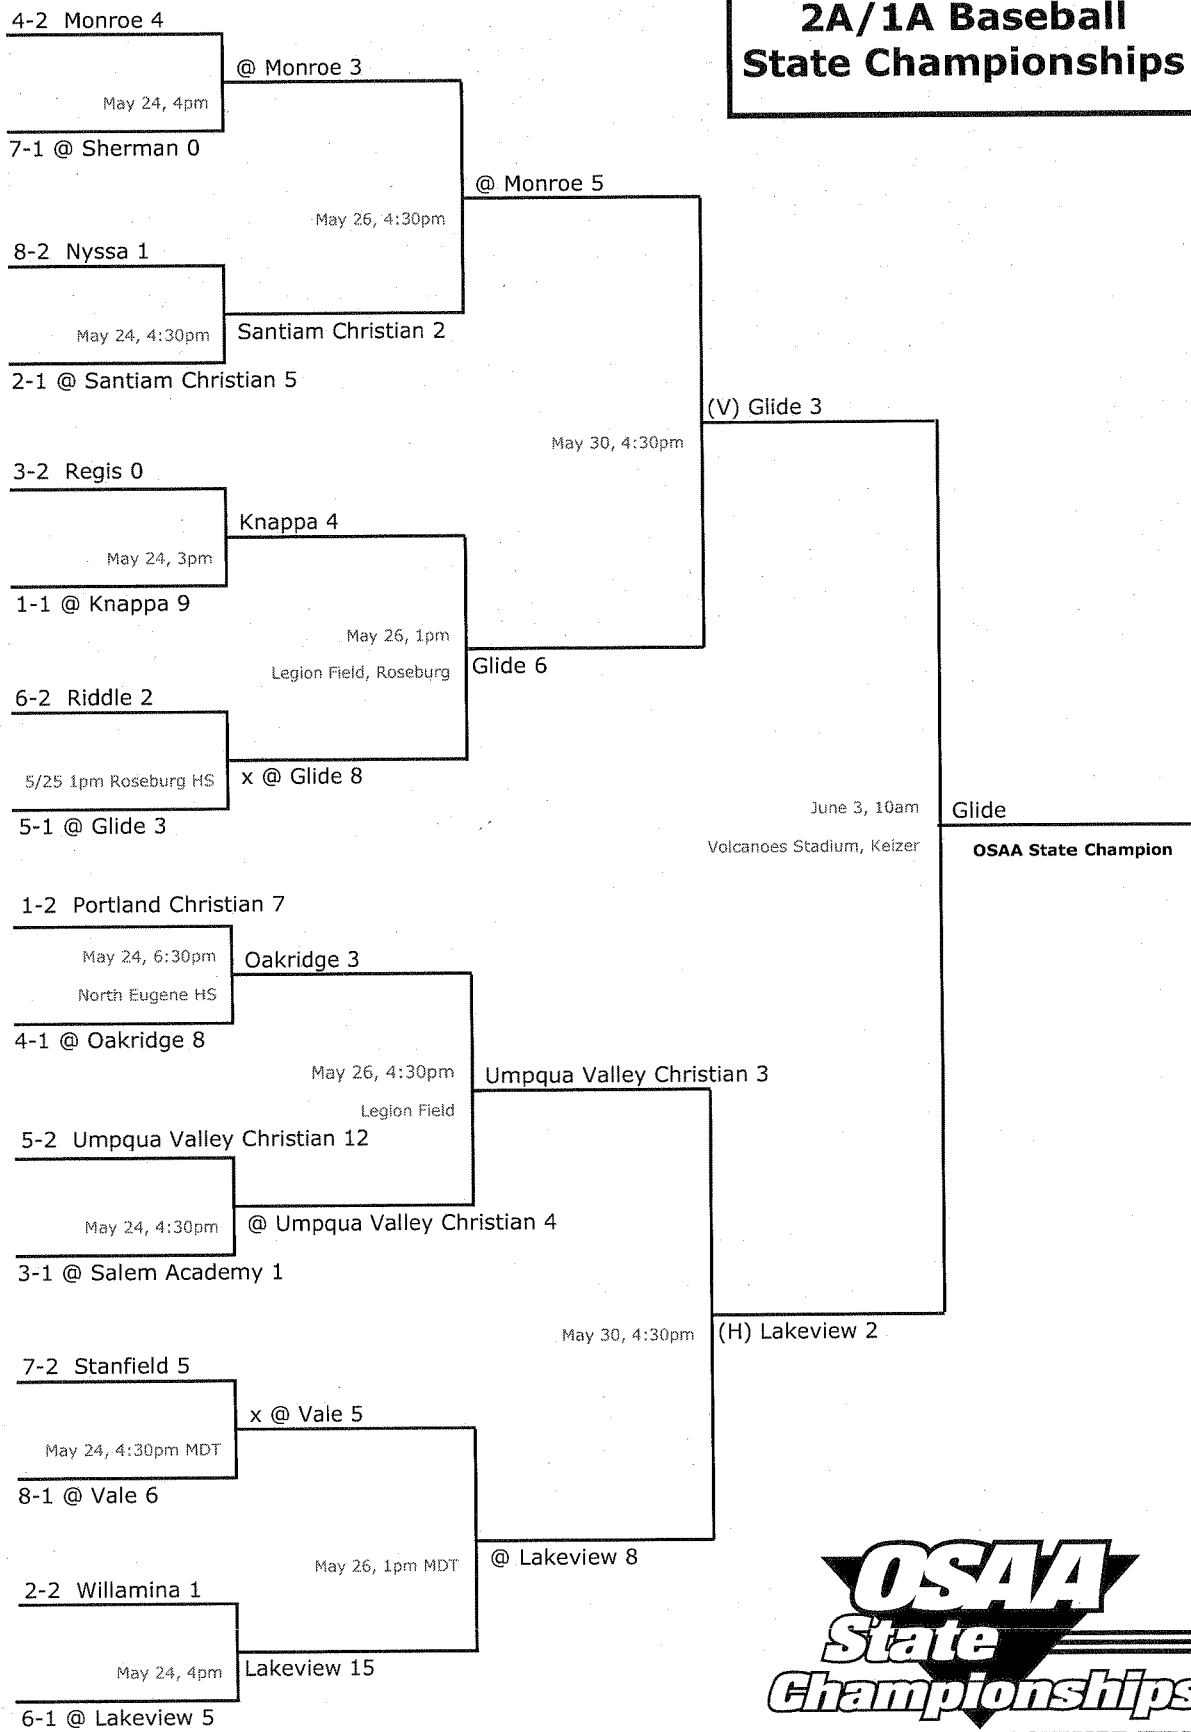 2A/1A Baseball
State Championships
4-2 Monroe 4
@ Monroe 3
May 24, 4pm
7-1 @ Sherman 0
@ Monroe 5
May 26, 4:30pm
8-2 Nyssa 1
May 24, 4:30pm
Santiam Christian 2
2-1 @ Santiam Christian 5
(V) Glide 3
May 30, 4:30pm
3-2 Regis 0
Knappa 4
May 24, 3pm
1-1 @ Knappa 9
May 26, 1pm
Legion Field, Roseburg
Glide 6
6-2 Riddle 2
5/25 1pm Roseburg HS
x @ Glide 8
5-1 @ Glide 3
June 3, 10am
Volcanoes Stadium, Keizer
Glide
OSAA State Champion
1-2 Portland Christian 7
May 24, 6:30pm
North Eugene HS
Oakridge 3
4-1 @ Oakridge 8
May 26, 4:30pm
Legion Field
Umpqua Valley Christian 3
5-2 Umpqua Valley Christian 12
May 24, 4:30pm
@ Umpqua Valley Christian 4
3-1 @ Salem Academy 1
May 30, 4:30pm
(H) Lakeview 2
7-2 Stanfield 5
x @ Vale 5
May 24, 4:30pm MDT
8-1 @ Vale 6
May 26, 1pm MDT
@ Lakeview 8
2-2 Willamina 1
May 24, 4pm
Lakeview 15
6-1 @ Lakeview 5
OSAA
State
Championships